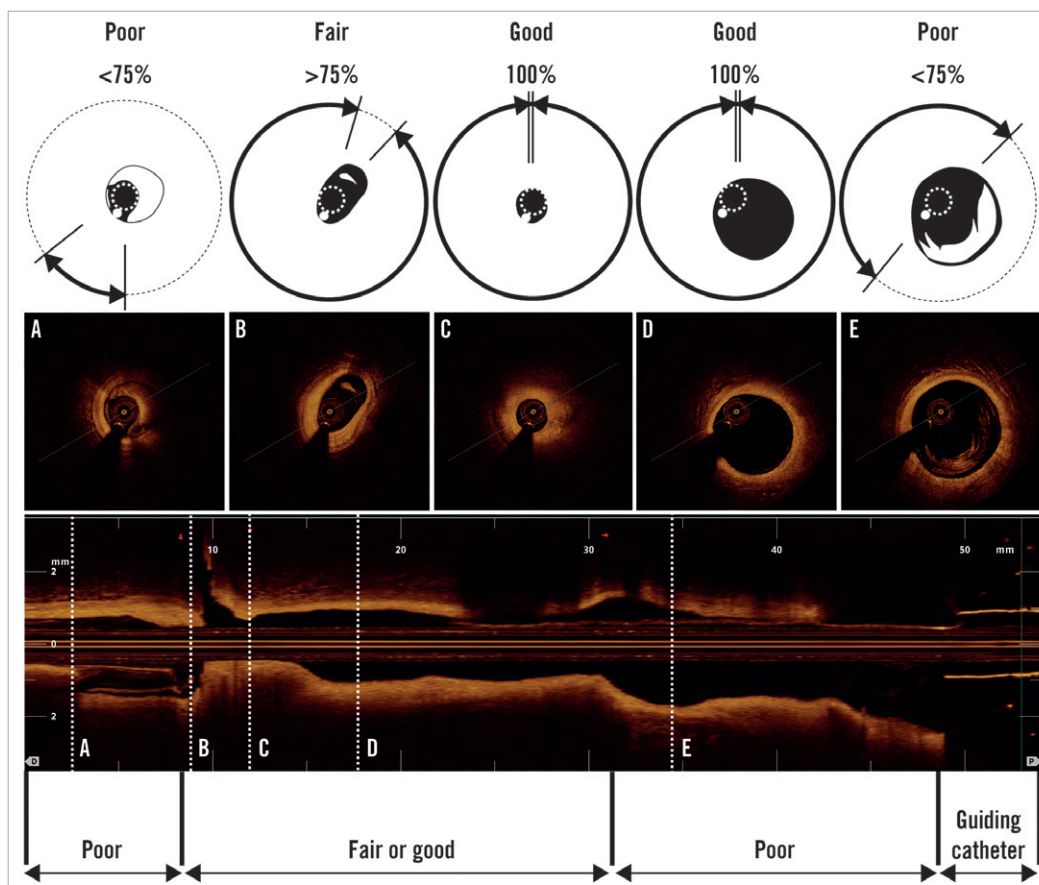 Poor Fair Good Good Poor
<75% >75% 100% 100% <75%
A B C D E
10 20 30 40 50 mm
mm
2
0
2
A B C D E
D P
Poor Fair or good Poor Guiding
catheter